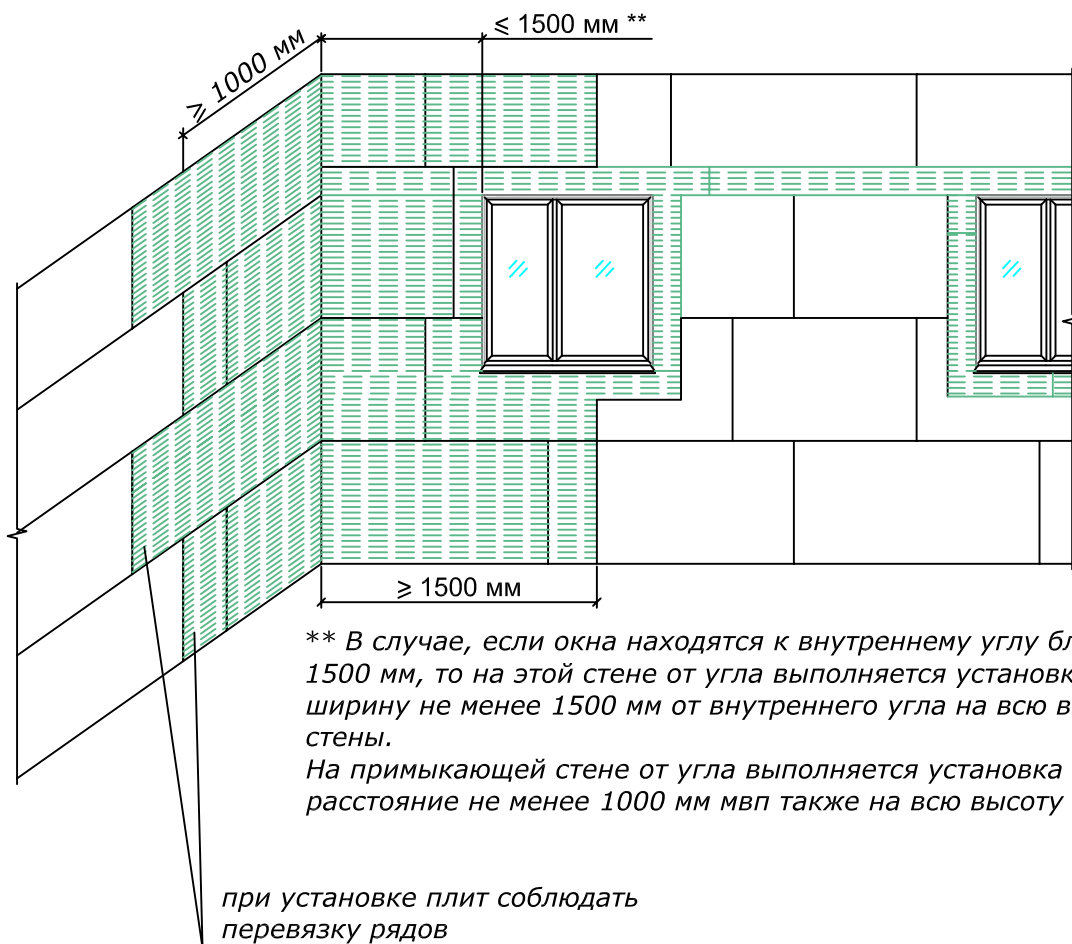 ≤ 1500 мм **
≥ 1000 мм
≥ 1500 мм
** В случае, если окна находятся к внутреннему углу
1500 мм, то на этой стене от угла выполняется
ширину не менее 1500 мм от внутреннего угла на всю
стены.
На примыкающей стене от угла выполняется установка
расстояние не менее 1000 мм мвп также на всю высоту
при установке плит соблюдать
перевязку рядов